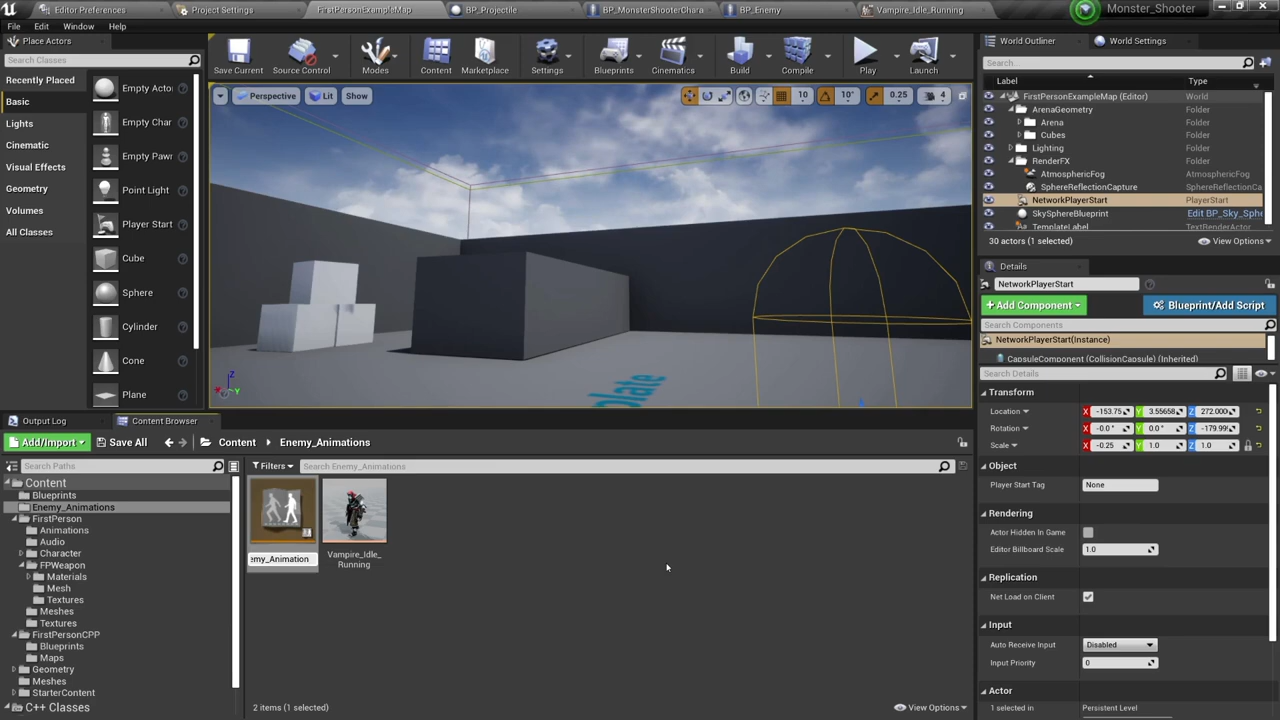 Editor Preferences
Project Settings
FirstPersonExampleMap
BP_Projectile
BP_MonsterShooterChara
BP_Enemy
Vampire_Idle_Running
Monster_Shooter
File Edit Window Help
Place Actors
Search Classes
Recently Placed
Basic
Lights
Cinematic
Visual Effects
Geometry
Volumes
All Classes
Empty Acto
Empty Char
Empty Pawn
Point Light
Player Start
Cube
Sphere
Cylinder
Cone
Plane
Save Current
Source Control
Modes
Content
Marketplace
Settings
Blueprints
Cinematics
Build
Compile
Play
Launch
Perspective
Lit
Show
10
10°
0.25
4
Z
X
Y
World Outliner
World Settings
Search...
Label
Type
FirstPersonExampleMap (Editor) World
ArenaGeometry Folder
Arena Folder
Cubes Folder
Lighting Folder
RenderFX Folder
AtmosphericFog AtmosphericFog
SphereReflectionCapture SphereReflectionCa
NetworkPlayerStart PlayerStart
SkySphereBlueprint Edit BP_Sky_Sphe
TemplateLabel TextRenderActor
30 actors (1 selected)
View Options
Details
NetworkPlayerStart
+Add Component
Blueprint/Add Script
Search Components
NetworkPlayerStart(Instance)
CapsuleComponent (CollisionCapsule) (Inherited)
Search Details
Transform
Location X -153.75 Y 3.55658 Z 272.000
Rotation X -0.0 ° Y 0.0 ° Z -179.99
Scale X -0.25 Y 1.0 Z 1.0
Object
Player Start Tag None
Rendering
Actor Hidden In Game
Editor Billboard Scale 1.0
Replication
Net Load on Client
Input
Auto Receive Input Disabled
Input Priority 0
Actor
1 selected in Persistent Level
Output Log
Content Browser
Add/Import
Save All
Content
Enemy_Animations
Search Paths
Filters
Search Enemy_Animations
Content
Blueprints
Enemy_Animations
FirstPerson
Animations
Audio
Character
FPWeapon
Materials
Mesh
Textures
Meshes
Textures
FirstPersonCPP
Blueprints
Maps
Geometry
Meshes
StarterContent
C++ Classes
emy_Animation
Vampire_Idle_
Running
2 items (1 selected)
View Options